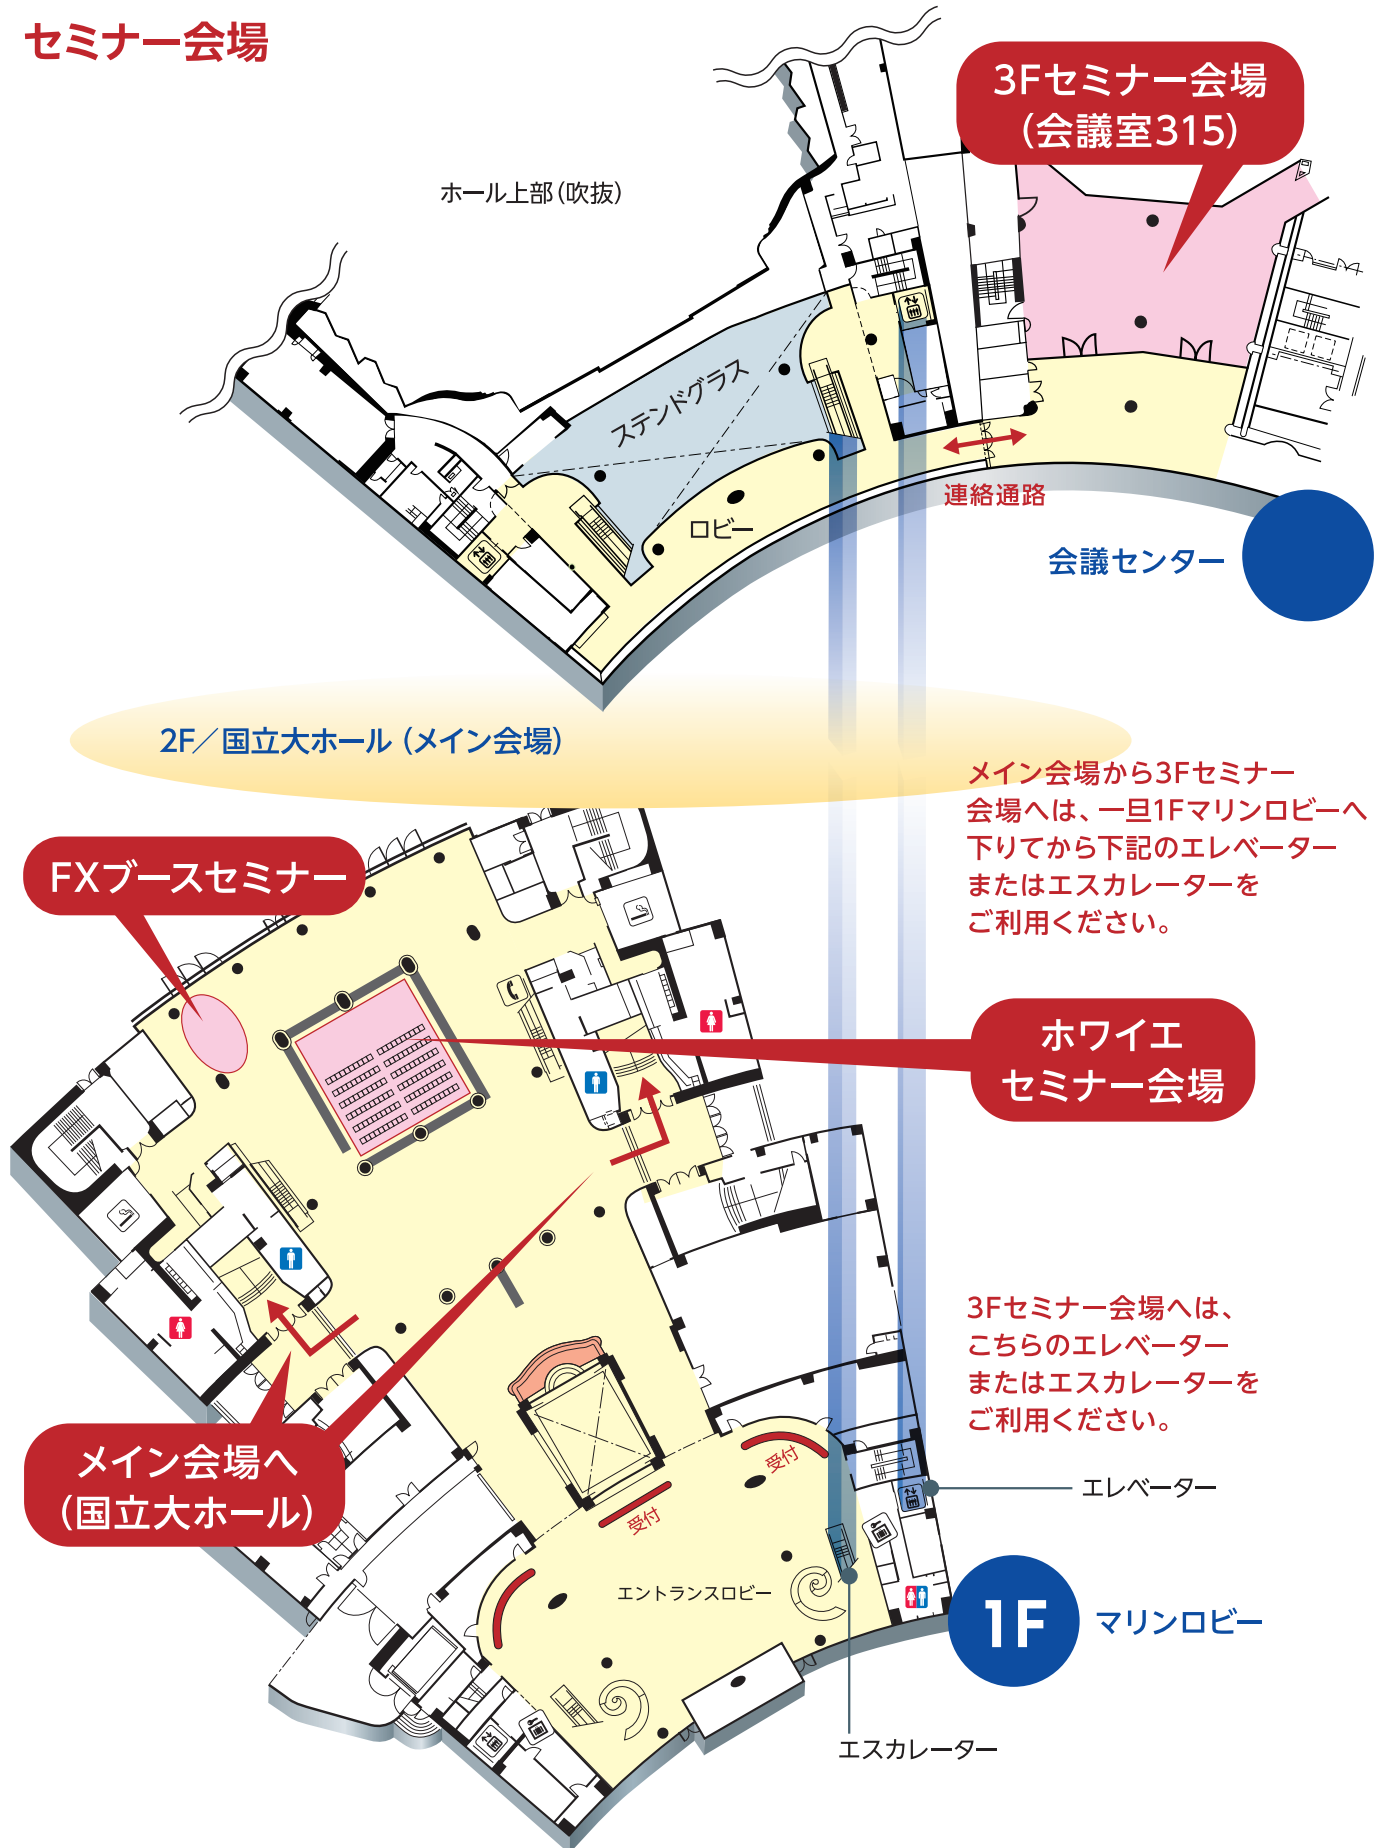 セミナー会場
3Fセミナー会場
(会議室315)
ホール上部(吹抜)
ステンドグラス
ロビー
連絡通路
会議センター
2F／国立大ホール(メイン会場)
メイン会場から3Fセミナー
会場へは、一旦1Fマリンロビーへ
下りてから下記のエレベーター
またはエスカレーターを
ご利用ください。
FXブースセミナー
ホワイエ
セミナー会場
3Fセミナー会場へは、
こちらのエレベーター
またはエスカレーターを
ご利用ください。
メイン会場へ
(国立大ホール)
受付
受付
エレベーター
エントランスロビー
1F
マリンロビー
エスカレーター